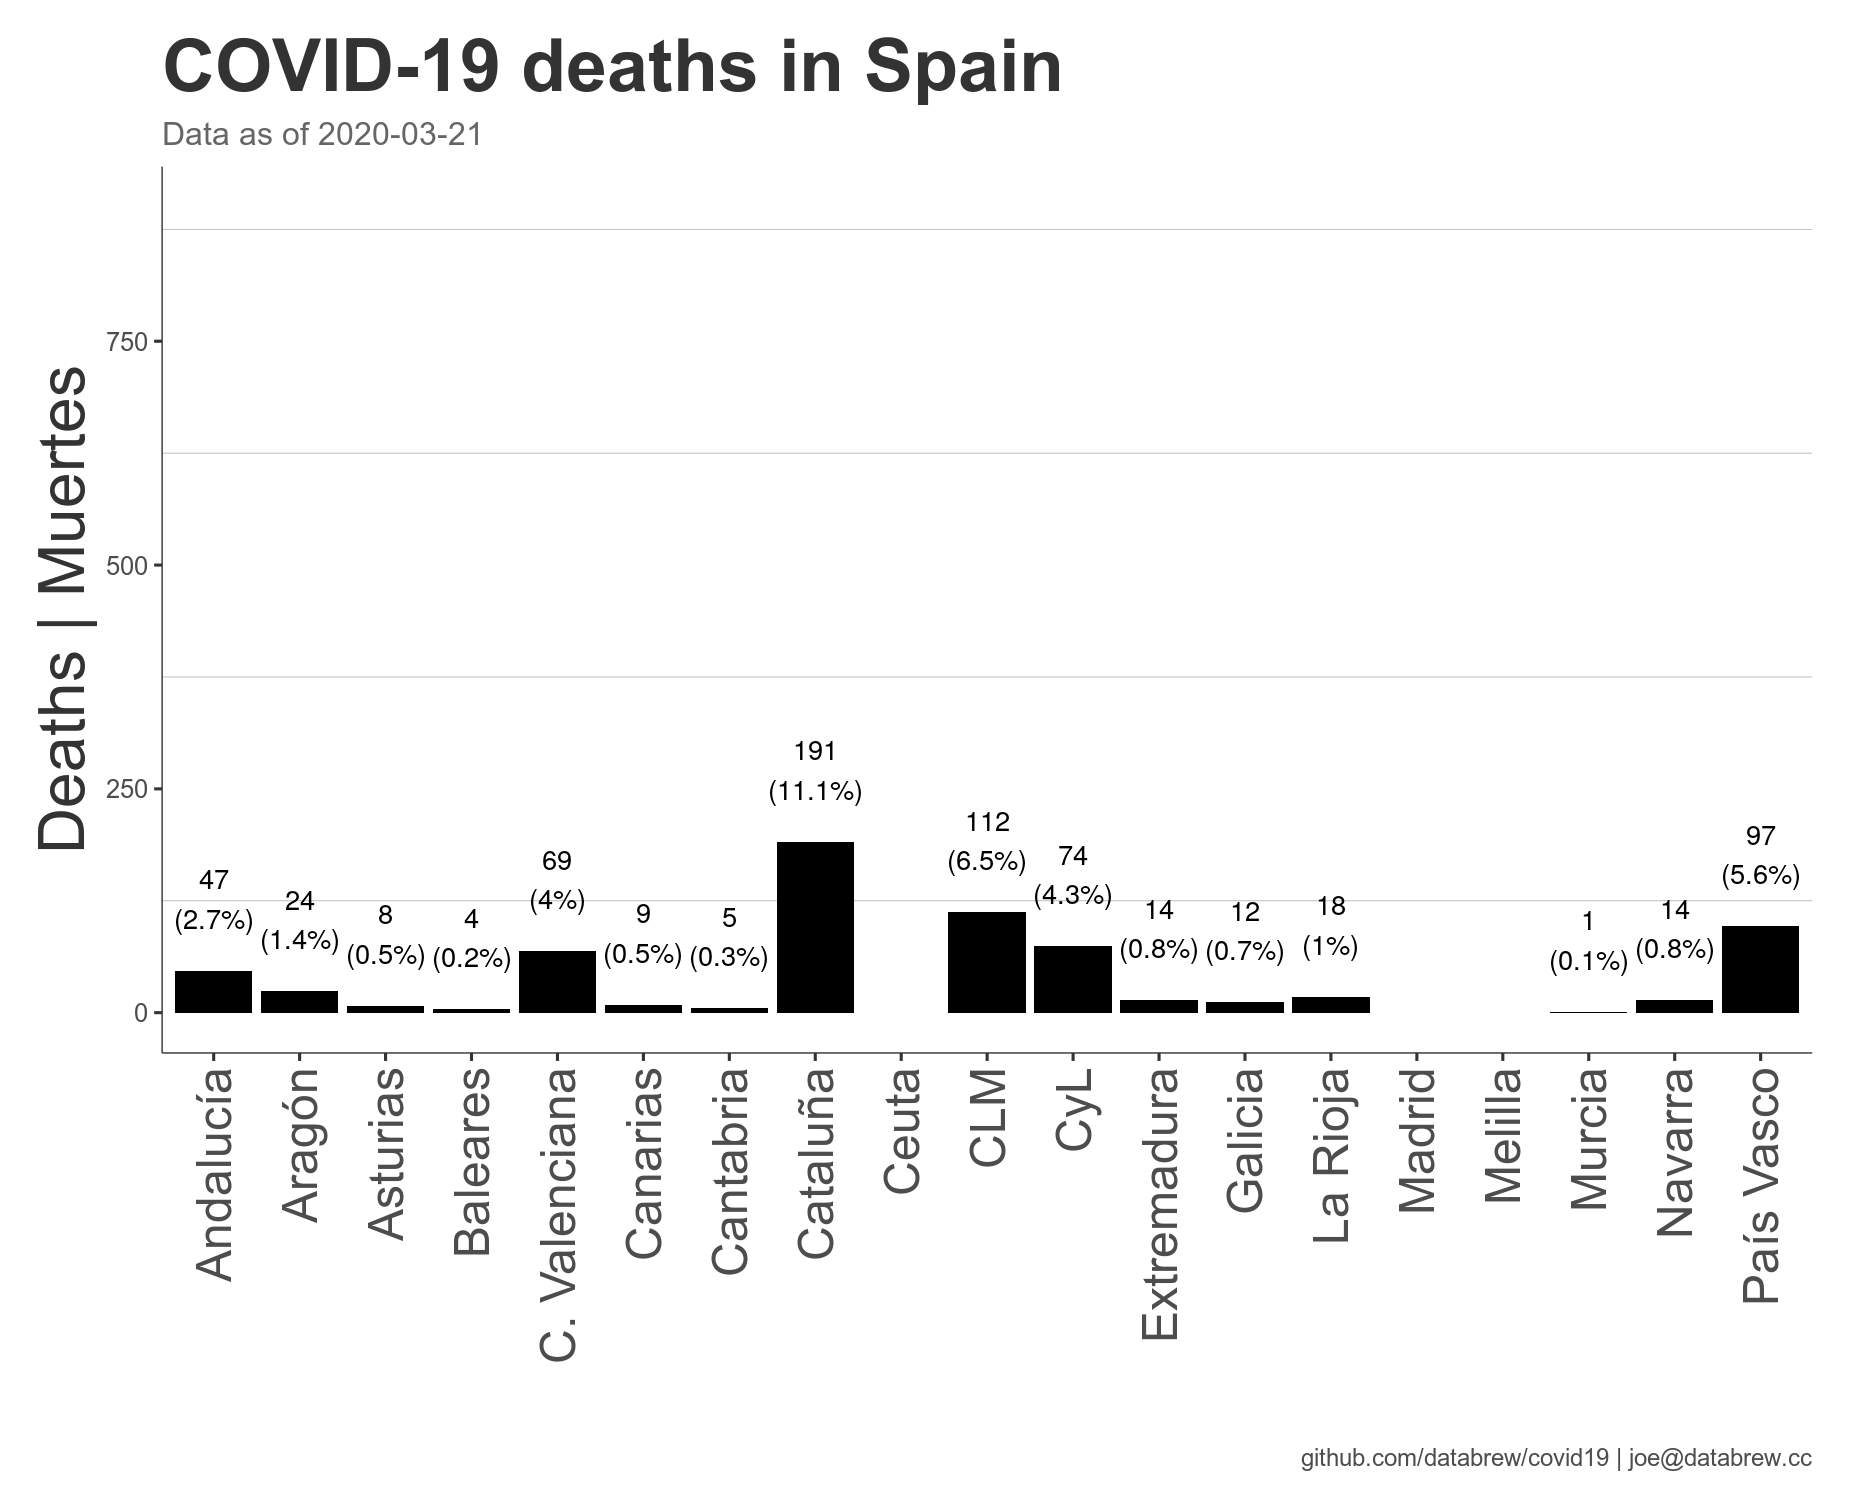 COVID-19 deaths in Spain
Data as of 2020-03-21
Deaths | Muertes
750
500
250
0
47
(2.7%)
24
(1.4%)
8
(0.5%)
4
(0.2%)
69
(4%)
9
(0.5%)
5
(0.3%)
191
(11.1%)
112
(6.5%)
74
(4.3%)
14
(0.8%)
12
(0.7%)
18
(1%)
1
(0.1%)
14
(0.8%)
97
(5.6%)
Andalucía
Aragón
Asturias
Baleares
C. Valenciana
Canarias
Cantabria
Cataluña
Ceuta
CLM
CyL
Extremadura
Galicia
La Rioja
Madrid
Melilla
Murcia
Navarra
País Vasco
github.com/databrew/covid19 | joe@databrew.cc